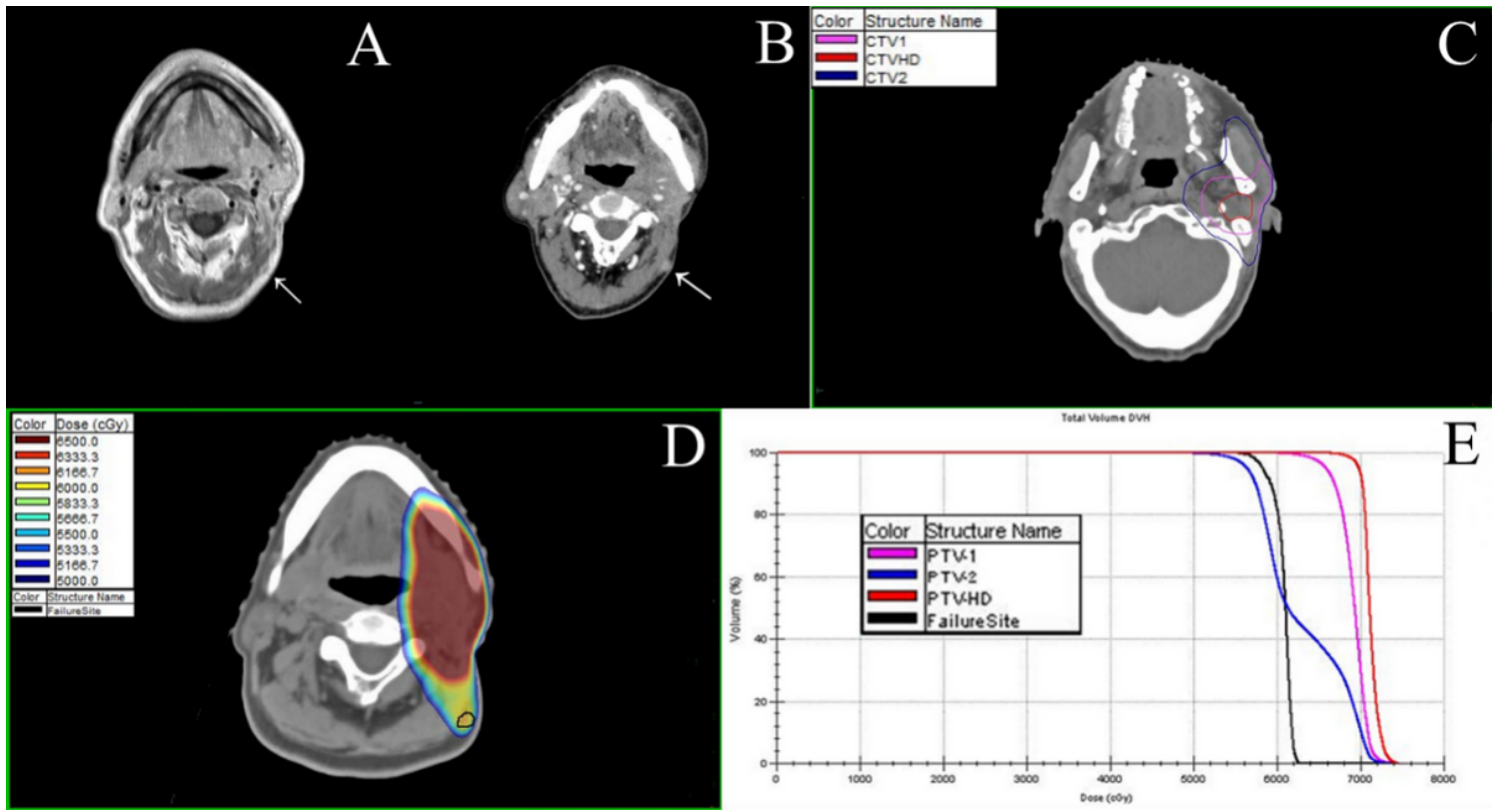 A
B
C
Color Structure Name
CTV1
CTVHD
CTV2
D
Color Dose (cGy)
6500.0
6333.3
6166.7
6000.0
5833.3
5666.7
5500.0
5333.3
5166.7
5000.0
Color Structure Name
FailureSite
E
Total Volume DVH
Volume (%)
100
80
60
40
20
0
Color Structure Name
PTV-1
PTV-2
PTV-HD
FailureSite
0 1000 2000 3000 4000 5000 6000 7000 8000
Dose (cGy)